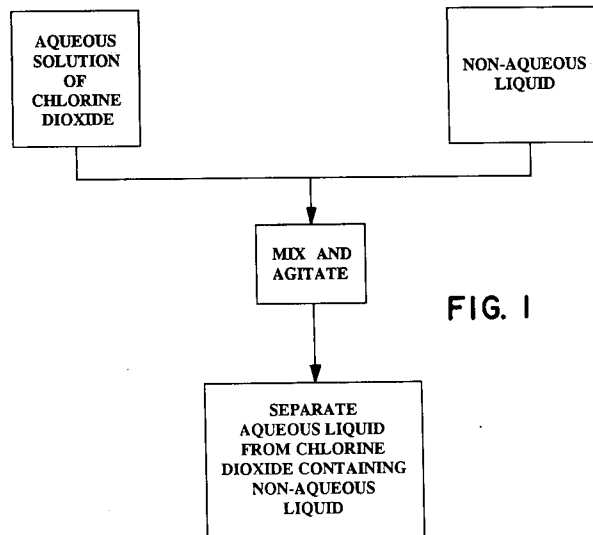 AQUEOUS
SOLUTION
OF
CHLORINE
DIOXIDE
NON-AQUEOUS
LIQUID
MIX AND
AGITATE
FIG. 1
SEPARATE
AQUEOUS LIQUID
FROM CHLORINE
DIOXIDE CONTAINING
NON-AQUEOUS
LIQUID